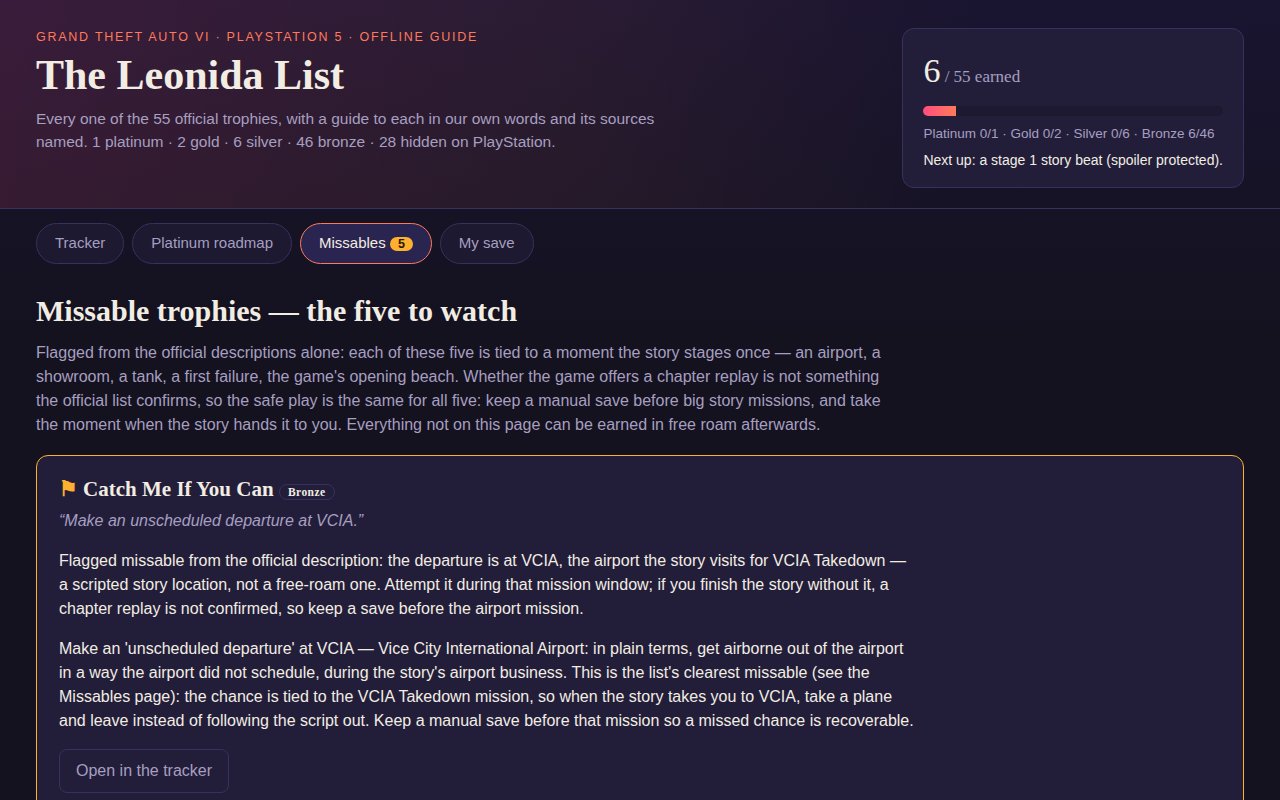 GRAND THEFT AUTO VI · PLAYSTATION 5 · OFFLINE GUIDE
The Leonida List
Every one of the 55 official trophies, with a guide to each in our own words and its sources
named. 1 platinum · 2 gold · 6 silver · 46 bronze · 28 hidden on PlayStation.
6 / 55 earned
Platinum 0/1 · Gold 0/2 · Silver 0/6 · Bronze 6/46
Next up: a stage 1 story beat (spoiler protected).
Tracker
Platinum roadmap
Missables 5
My save
Missable trophies — the five to watch
Flagged from the official descriptions alone: each of these five is tied to a moment the story stages once — an airport, a
showroom, a tank, a first failure, the game's opening beach. Whether the game offers a chapter replay is not something
the official list confirms, so the safe play is the same for all five: keep a manual save before big story missions, and take
the moment when the story hands it to you. Everything not on this page can be earned in free roam afterwards.
⚑ Catch Me If You Can Bronze
“Make an unscheduled departure at VCIA.”
Flagged missable from the official description: the departure is at VCIA, the airport the story visits for VCIA Takedown —
a scripted story location, not a free-roam one. Attempt it during that mission window; if you finish the story without it, a
chapter replay is not confirmed, so keep a save before the airport mission.
Make an 'unscheduled departure' at VCIA — Vice City International Airport: in plain terms, get airborne out of the airport
in a way the airport did not schedule, during the story's airport business. This is the list's clearest missable (see the
Missables page): the chance is tied to the VCIA Takedown mission, so when the story takes you to VCIA, take a plane
and leave instead of following the script out. Keep a manual save before that mission so a missed chance is recoverable.
Open in the tracker